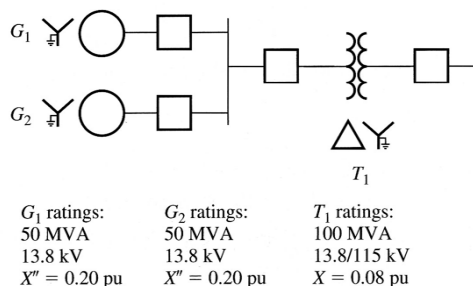 G1
G2
T1
G1 ratings:
50 MVA
13.8 kV
X″ = 0.20 pu
G2 ratings:
50 MVA
13.8 kV
X″ = 0.20 pu
T1 ratings:
100 MVA
13.8/115 kV
X = 0.08 pu